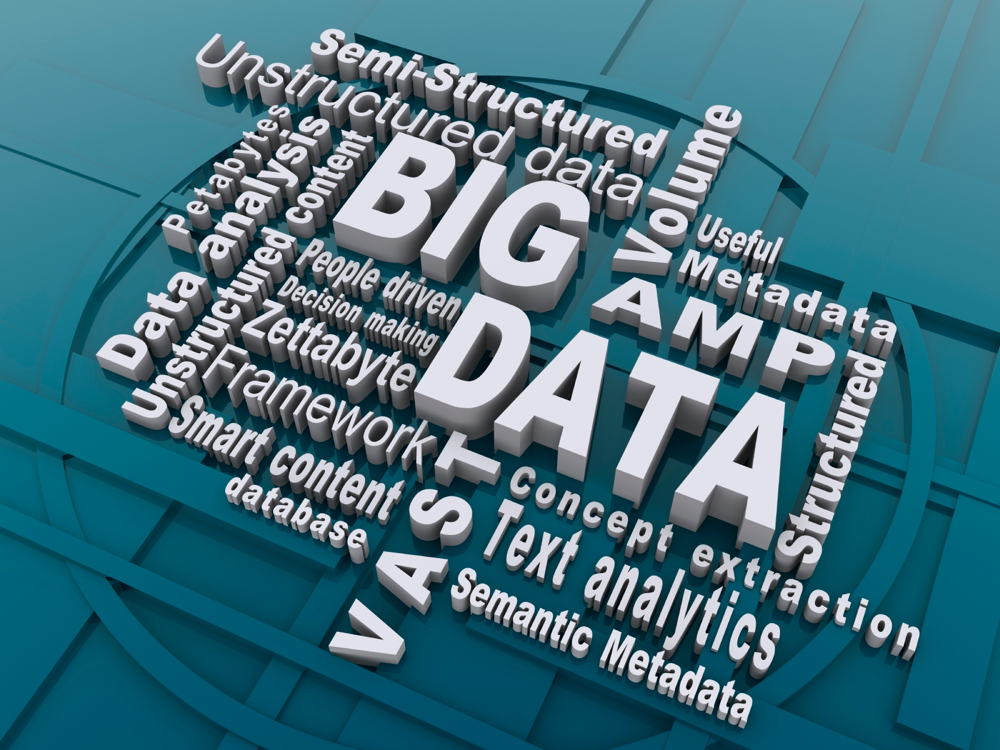 Semi-Structured
Unstructured data
Petabytes
Data analysis
Unstructured content
BIG
DATA
Volume
Useful
Metadata
AMP
Structured
People driven
Decision making
Zettabyte
Framework
Smart content
database
VAST
Concept extraction
Text analytics
Semantic Metadata